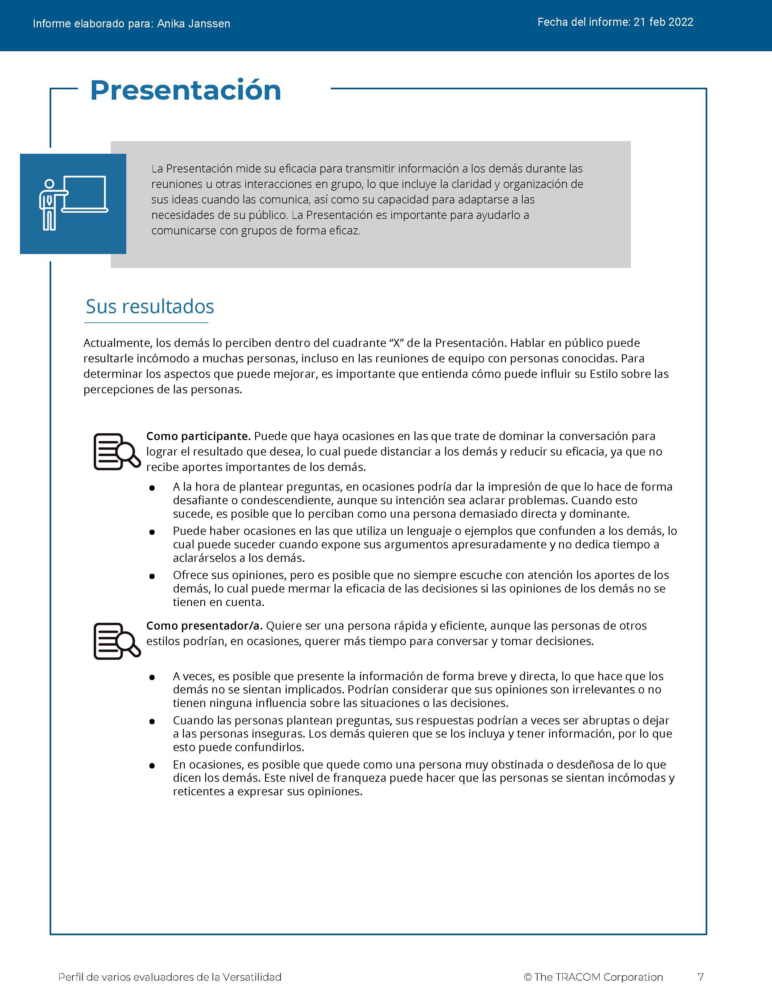 Informe elaborado para: Anika Janssen
Fecha del informe: 21 feb 2022
Presentación
La Presentación mide su eficacia para transmitir información a los demás durante las
reuniones u otras interacciones en grupo, lo que incluye la claridad y organización de
sus ideas cuando las comunica, así como su capacidad para adaptarse a las
necesidades de su público. La Presentación es importante para ayudarlo a
comunicarse con grupos de forma eficaz.
Sus resultados
Actualmente, los demás lo perciben dentro del cuadrante “X” de la Presentación. Hablar en público puede
resultarle incómodo a muchas personas, incluso en las reuniones de equipo con personas conocidas. Para
determinar los aspectos que puede mejorar, es importante que entienda cómo puede influir su Estilo sobre las
percepciones de las personas.
Como participante. Puede que haya ocasiones en las que trate de dominar la conversación para
lograr el resultado que desea, lo cual puede distanciar a los demás y reducir su eficacia, ya que no
recibe aportes importantes de los demás.
● A la hora de plantear preguntas, en ocasiones podría dar la impresión de que lo hace de forma
desafiante o condescendiente, aunque su intención sea aclarar problemas. Cuando esto
sucede, es posible que lo perciban como una persona demasiado directa y dominante.
● Puede haber ocasiones en las que utiliza un lenguaje o ejemplos que confunden a los demás, lo
cual puede suceder cuando expone sus argumentos apresuradamente y no dedica tiempo a
aclarárselos a los demás.
● Ofrece sus opiniones, pero es posible que no siempre escuche con atención los aportes de los
demás, lo cual puede mermar la eficacia de las decisiones si las opiniones de los demás no se
tienen en cuenta.
Como presentador/a. Quiere ser una persona rápida y eficiente, aunque las personas de otros
estilos podrían, en ocasiones, querer más tiempo para conversar y tomar decisiones.
● A veces, es posible que presente la información de forma breve y directa, lo que hace que los
demás no se sientan implicados. Podrían considerar que sus opiniones son irrelevantes o no
tienen ninguna influencia sobre las situaciones o las decisiones.
● Cuando las personas plantean preguntas, sus respuestas podrían a veces ser abruptas o dejar
a las personas inseguras. Los demás quieren que se los incluya y tener información, por lo que
esto puede confundirlos.
● En ocasiones, es posible que quede como una persona muy obstinada o desdeñosa de lo que
dicen los demás. Este nivel de franqueza puede hacer que las personas se sientan incómodas y
reticentes a expresar sus opiniones.
Perfil de varios evaluadores de la Versatilidad
© The TRACOM Corporation
7